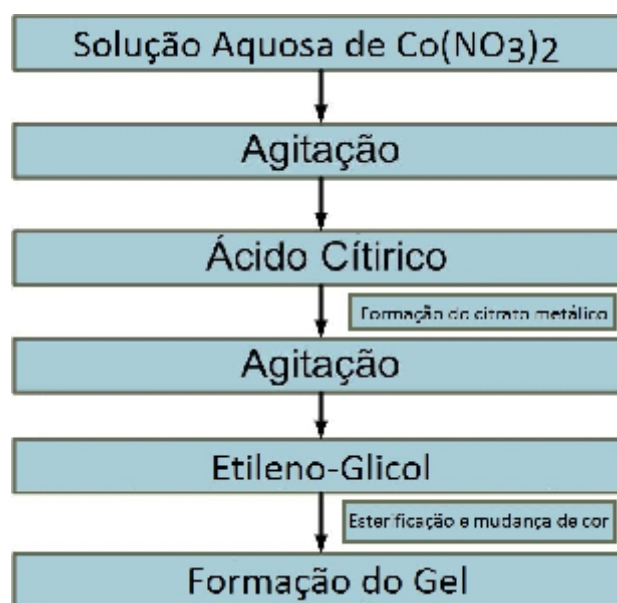 Solução Aquosa de Co(NO3)2
Agitação
Ácido Cítirico
Formação do citrato metálico
Agitação
Etileno-Glicol
Esterificação e mudança de cor
Formação do Gel